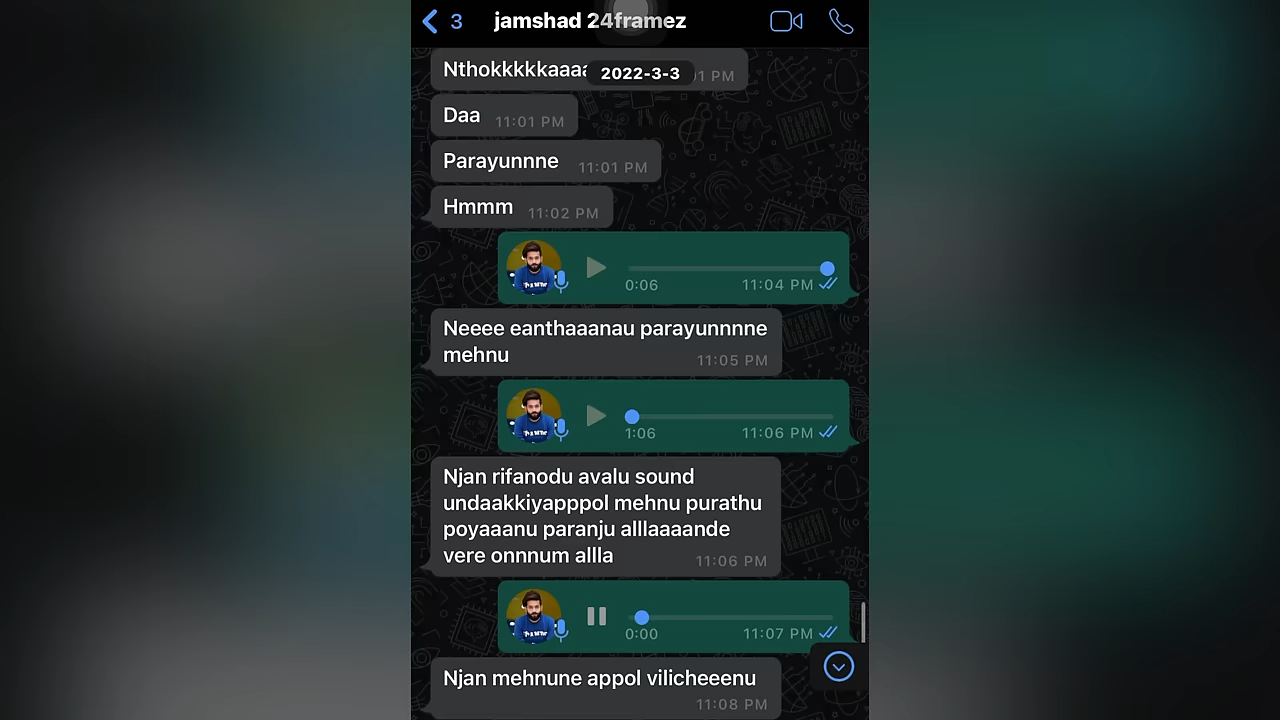 3 jamshad 24framez
2022-3-3
1 PM
Daa 11:01 PM
Parayunnne 11:01 PM
Hmmm 11:02 PM
0:06 11:04 PM
Neeee eanthaaanau parayunnnne
mehnu 11:05 PM
1:06 11:06 PM
Njan rifanodu avalu sound
undaakkiyapppol mehnu purathu
poyaaanu paranju alllaaaande
vere onnnum allla 11:06 PM
0:00 11:07 PM
Njan mehnune appol vilicheeenu
11:08 PM